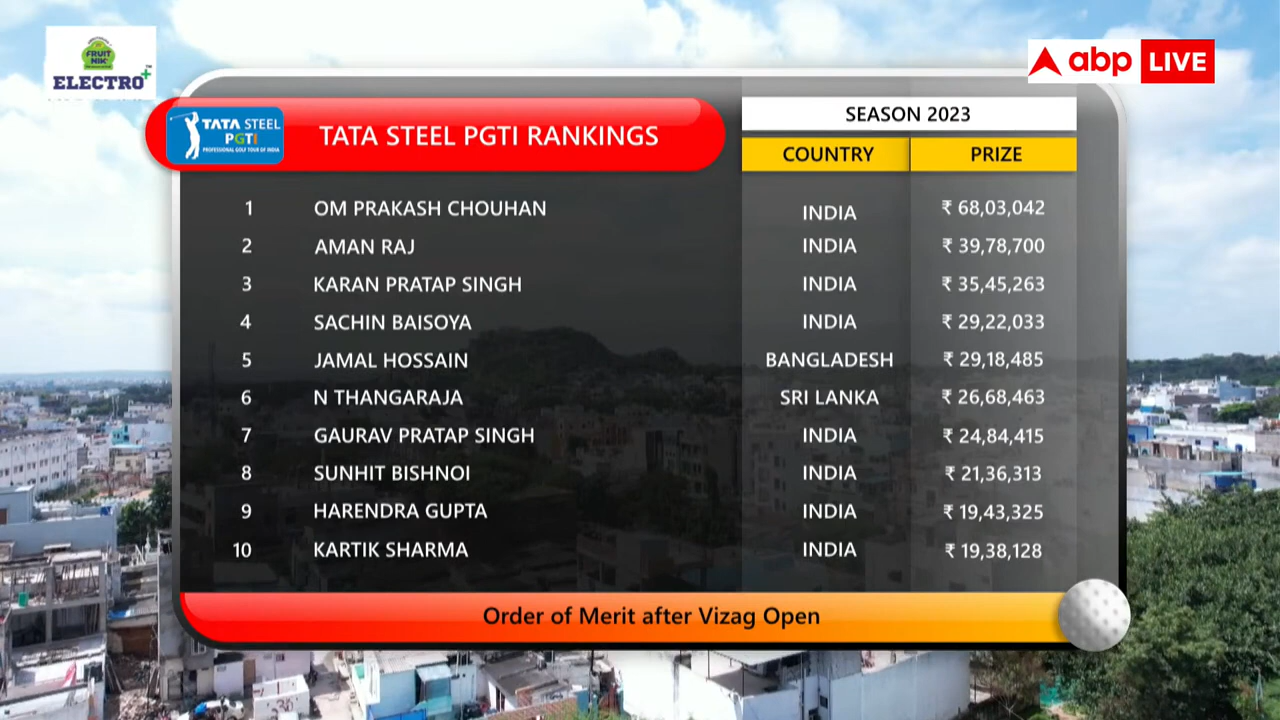 FRUIT
NIK
ELECTRO+
abp LIVE
TATA STEEL
PGTI
PROFESSIONAL GOLF TOUR OF INDIA
TATA STEEL PGTI RANKINGS
SEASON 2023
COUNTRY PRIZE
1 OM PRAKASH CHOUHAN INDIA ₹ 68,03,042
2 AMAN RAJ INDIA ₹ 39,78,700
3 KARAN PRATAP SINGH INDIA ₹ 35,45,263
4 SACHIN BAISOYA INDIA ₹ 29,22,033
5 JAMAL HOSSAIN BANGLADESH ₹ 29,18,485
6 N THANGARAJA SRI LANKA ₹ 26,68,463
7 GAURAV PRATAP SINGH INDIA ₹ 24,84,415
8 SUNHIT BISHNOI INDIA ₹ 21,36,313
9 HARENDRA GUPTA INDIA ₹ 19,43,325
10 KARTIK SHARMA INDIA ₹ 19,38,128
Order of Merit after Vizag Open